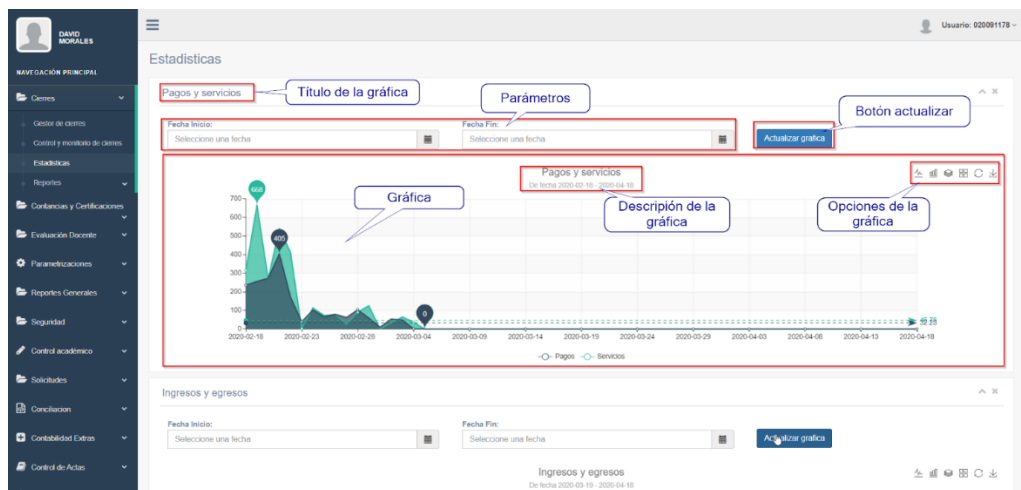 DAVID
MORALES
Usuario: 020091178
NAVEGACIÓN PRINCIPAL
Cierres
Gestor de cierres
Control y monitorio de cierres
Estadisticas
Reportes
Contancias y Certificaciones
Evaluación Docente
Parametrizaciones
Reportes Generales
Seguridad
Control académico
Solicitudes
Conciliacion
Contabilidad Extras
Control de Actas
Estadisticas
Pagos y servicios
Título de la gráfica
Parámetros
Botón actualizar
Fecha Inicio:
Fecha Fin:
Seleccione una fecha
Seleccione una fecha
Actualizar grafica
Pagos y servicios
De fecha 2020-02-18 - 2020-04-18
Gráfica
Descripión de la
gráfica
Opciones de la
gráfica
668
405
0
700
600
500
400
300
200
100
0
2020-02-18 2020-02-23 2020-02-28 2020-03-04 2020-03-09 2020-03-14 2020-03-19 2020-03-24 2020-03-29 2020-04-03 2020-04-08 2020-04-13 2020-04-18
Pagos Servicios
Ingresos y egresos
Fecha Inicio:
Fecha Fin:
Seleccione una fecha
Seleccione una fecha
Actualizar grafica
Ingresos y egresos
De fecha 2020-03-19 - 2020-04-18